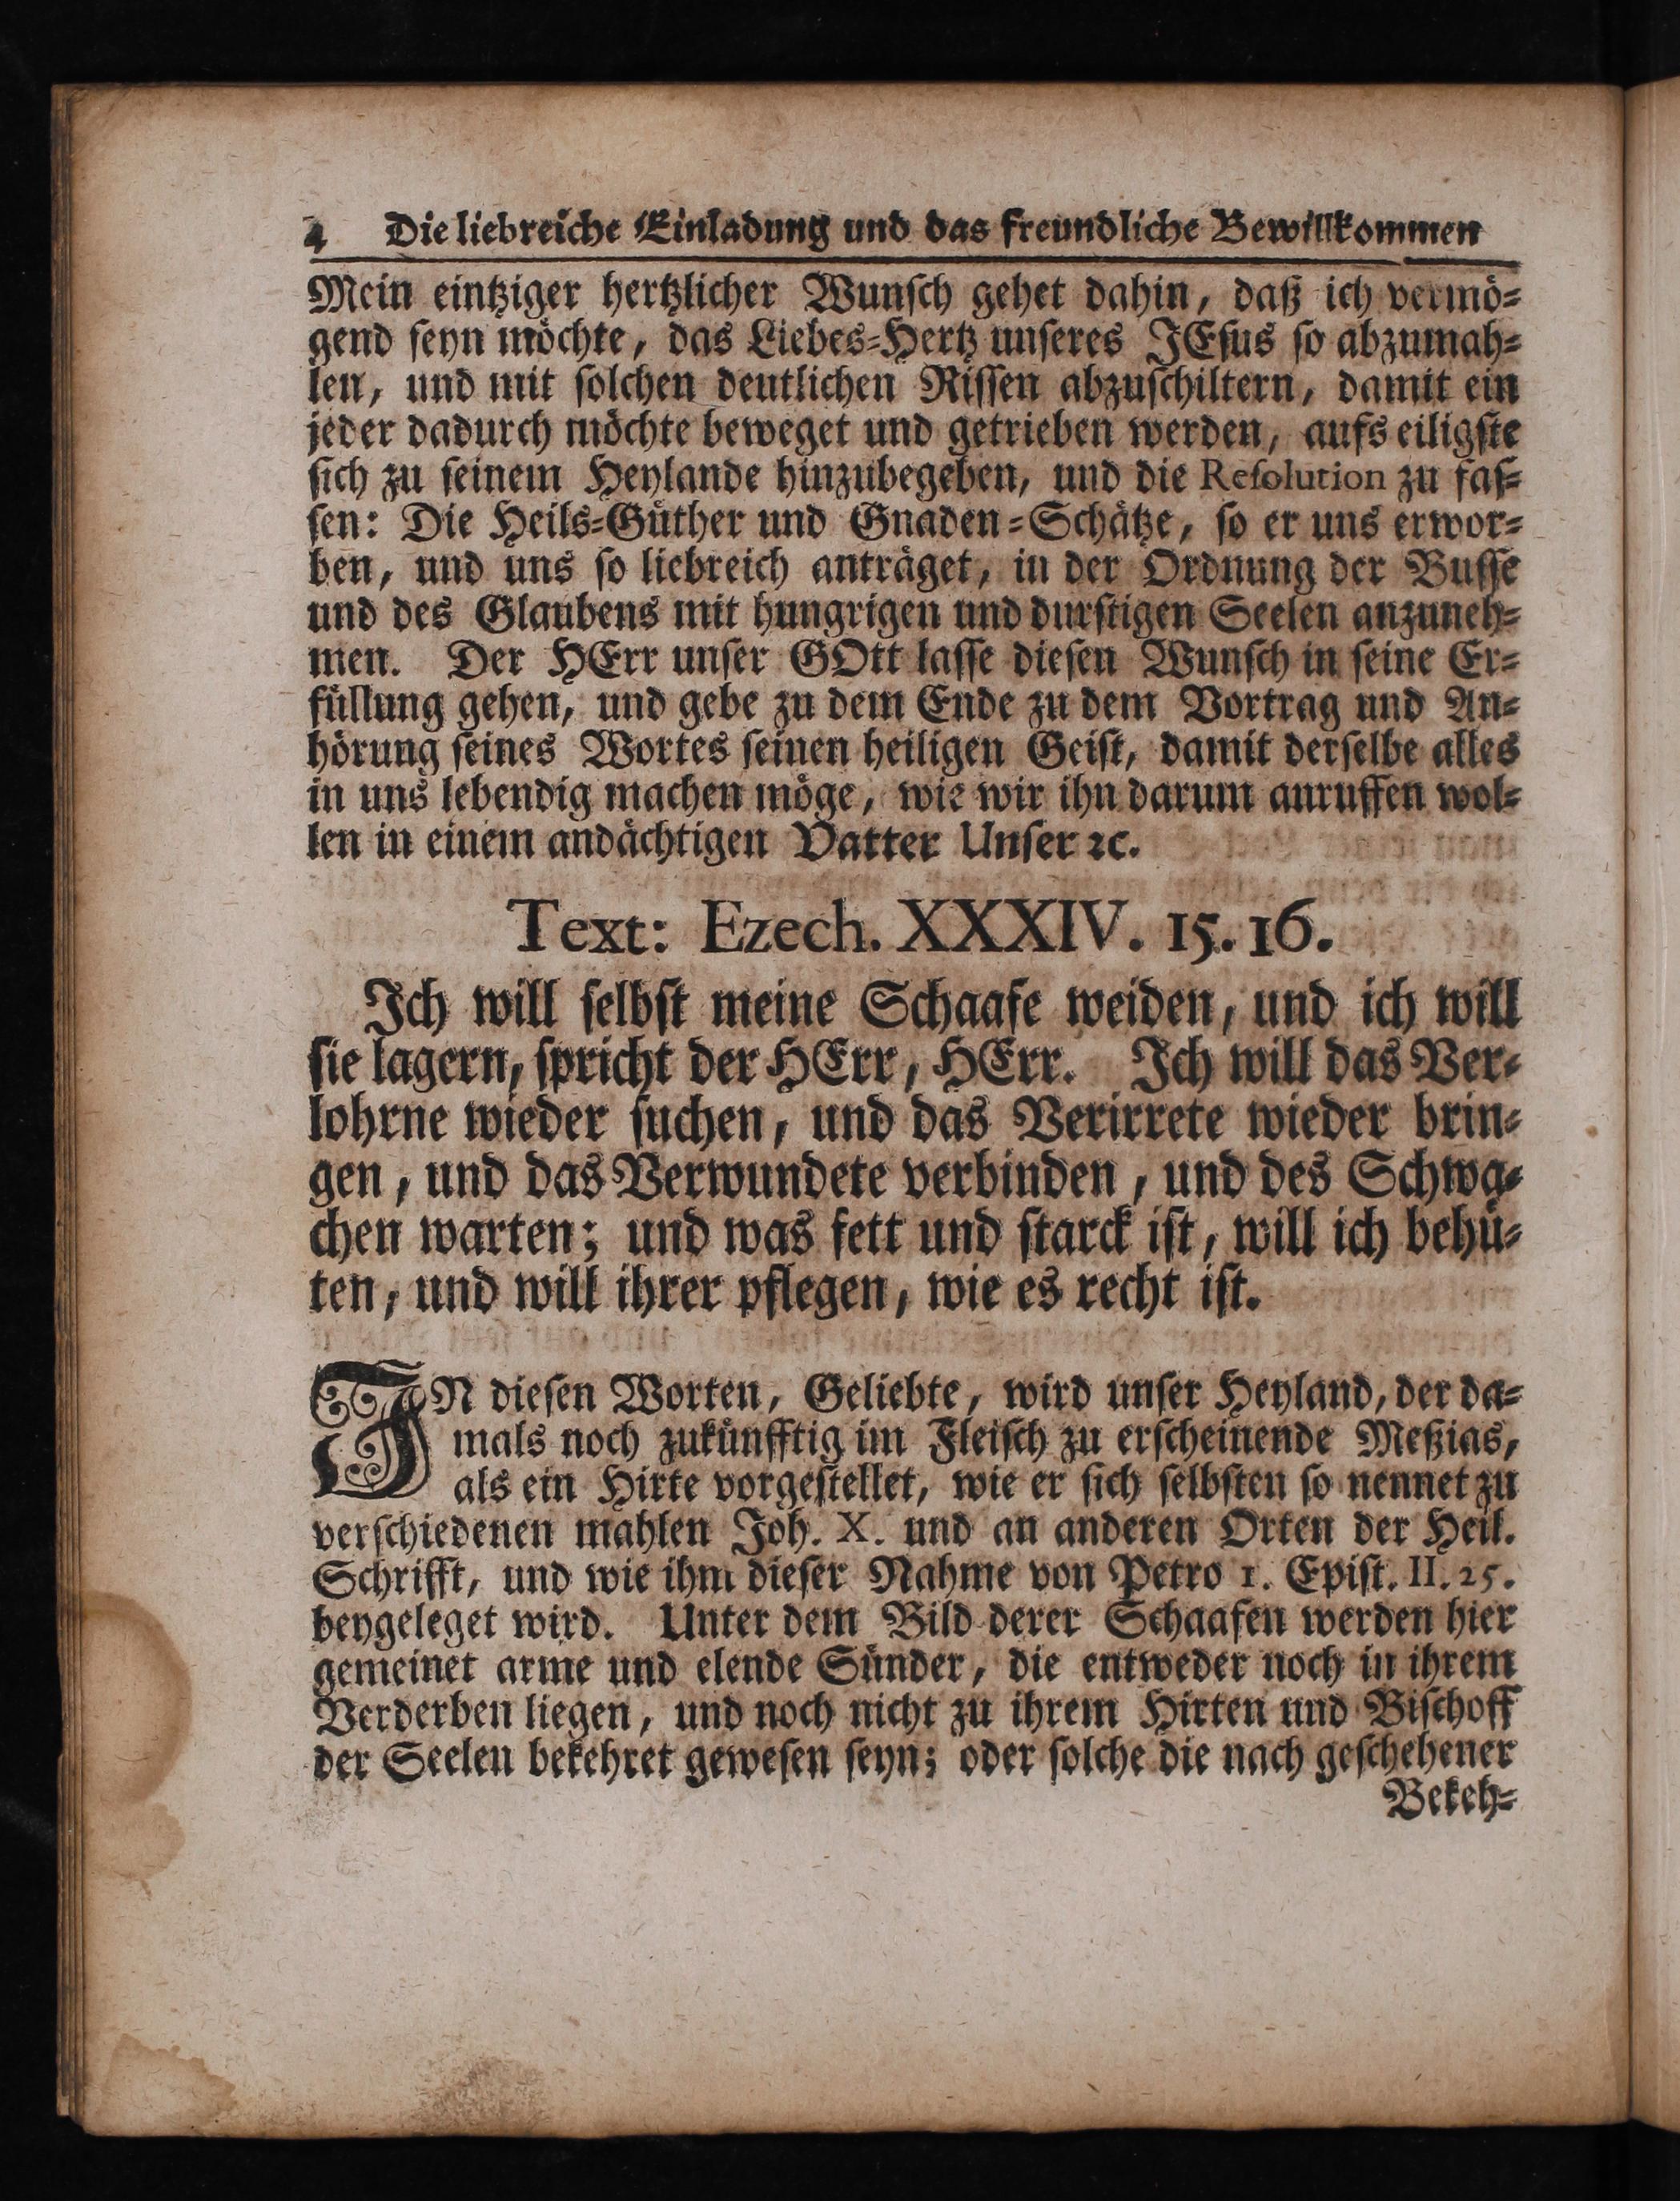 4 Die liebreiche Einladung und das freundliche Bewillkommen
Mein eintziger hertzlicher Wunſch gehet dahin, daß ich vermö-
gend ſeyn möchte, das Liebes-Hertz unſeres JEſus ſo abzumah-
len, und mit ſolchen deutlichen Riſſen abzuſchiltern, damit ein
jeder dadurch möchte beweget und getrieben werden, aufs eiligſte
ſich zu ſeinem Heylande hinzubegeben, und die Reſolution zu faſ-
ſen: Die Heils-Güther und Gnaden-Schätze, ſo er uns erwor-
ben, und uns ſo liebreich anträget, in der Ordnung der Buſſe
und des Glaubens mit hungrigen und durſtigen Seelen anzuneh-
men. Der HErr unſer GOtt laſſe dieſen Wunſch in ſeine Er-
füllung gehen, und gebe zu dem Ende zu dem Vortrag und An-
hörung ſeines Wortes ſeinen heiligen Geiſt, damit derſelbe alles
in uns lebendig machen möge, wie wir ihn darum anruffen wol-
len in einem andächtigen Vatter Unſer ꝛc.
Text: Ezech. XXXIV. 15. 16.
Ich will ſelbſt meine Schaafe weiden, und ich will
ſie lagern, ſpricht der HErr, HErr. Ich will das Ver-
lohrne wieder ſuchen, und das Verirrete wieder brin-
gen, und das Verwundete verbinden, und des Schwa-
chen warten; und was fett und ſtarck iſt, will ich behü-
ten, und will ihrer pflegen, wie es recht iſt.
IN dieſen Worten, Geliebte, wird unſer Heyland, der da-
mals noch zukünfftig im Fleiſch zu erſcheinende Meßias,
als ein Hirte vorgeſtellet, wie er ſich ſelbſten ſo nennet zu
verſchiedenen mahlen Joh. X. und an anderen Orten der Heil.
Schrifft, und wie ihm dieſer Nahme von Petro 1. Epiſt. II. 25.
beygeleget wird. Unter dem Bild derer Schaafen werden hier
gemeinet arme und elende Sünder, die entweder noch in ihrem
Verderben liegen, und noch nicht zu ihrem Hirten und Biſchoff
der Seelen bekehret geweſen ſeyn; oder ſolche die nach geſchehener
Bekeh-